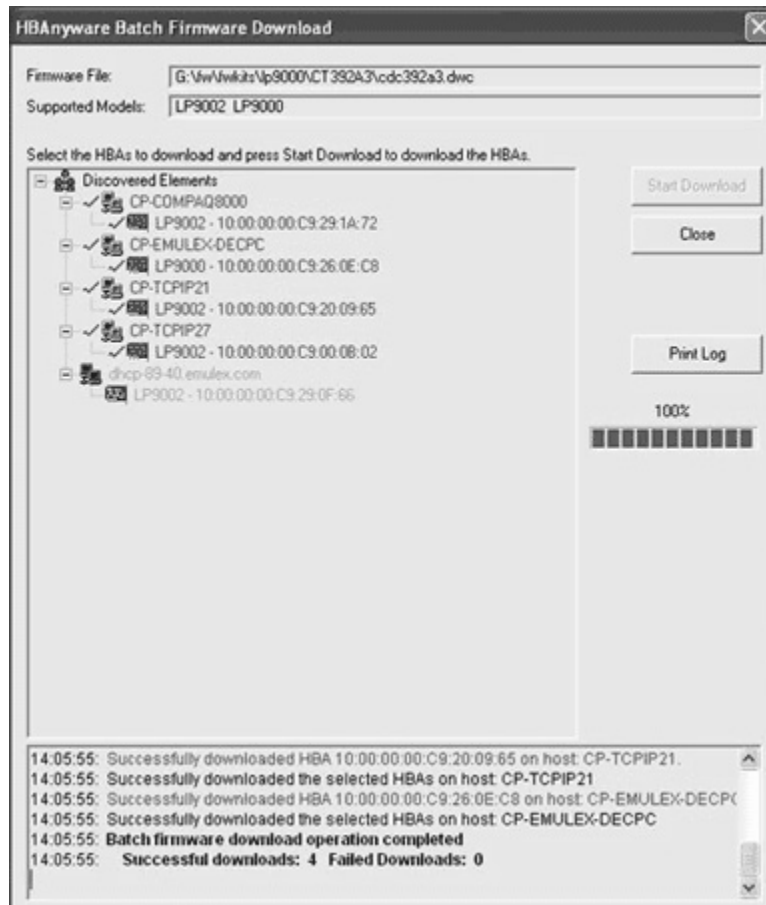 HBAnyware Batch Firmware Download
Firmware File: G:\fw\fwkits\lp9000\CT392A3\cdc392a3.dwc
Supported Models: LP9002 LP9000
Select the HBAs to download and press Start Download to download the HBAs.
Discovered Elements
CP-COMPAQ8000
LP9002 - 10:00:00:00:C9:29:1A:72
CP-EMULEX-DECPC
LP9000 - 10:00:00:00:C9:26:0E:C8
CP-TCPIP21
LP9002 - 10:00:00:00:C9:20:09:65
CP-TCPIP27
LP9002 - 10:00:00:00:C9:00:0B:02
dhcp-89-40.emulex.com
LP9002 - 10:00:00:00:C9:29:0F:66
Start Download
Close
Print Log
100%
14:05:55: Successfully downloaded HBA 10:00:00:00:C9:20:09:65 on host: CP-TCPIP21.
14:05:55: Successfully downloaded the selected HBAs on host: CP-TCPIP21
14:05:55: Successfully downloaded HBA 10:00:00:00:C9:26:0E:C8 on host: CP-EMULEX-DECP(
14:05:55: Successfully downloaded the selected HBAs on host: CP-EMULEX-DECPC
14:05:55: Batch firmware download operation completed
14:05:55: Successful downloads: 4 Failed Downloads: 0